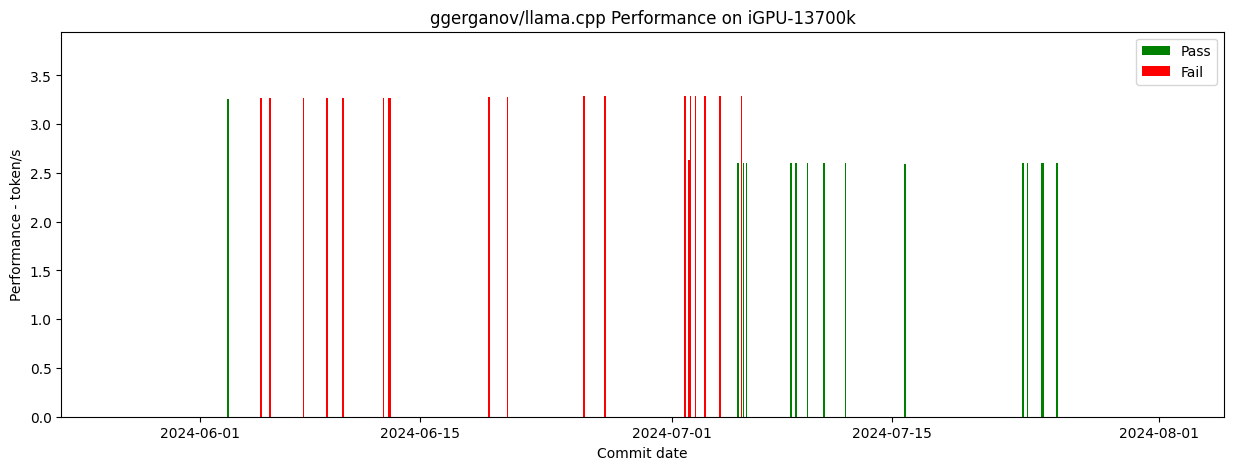 ggerganov/llama.cpp Performance on iGPU-13700k
Pass
Fail
Performance - token/s
3.5
3.0
2.5
2.0
1.5
1.0
0.5
0.0
2024-06-01
2024-06-15
2024-07-01
2024-07-15
2024-08-01
Commit date